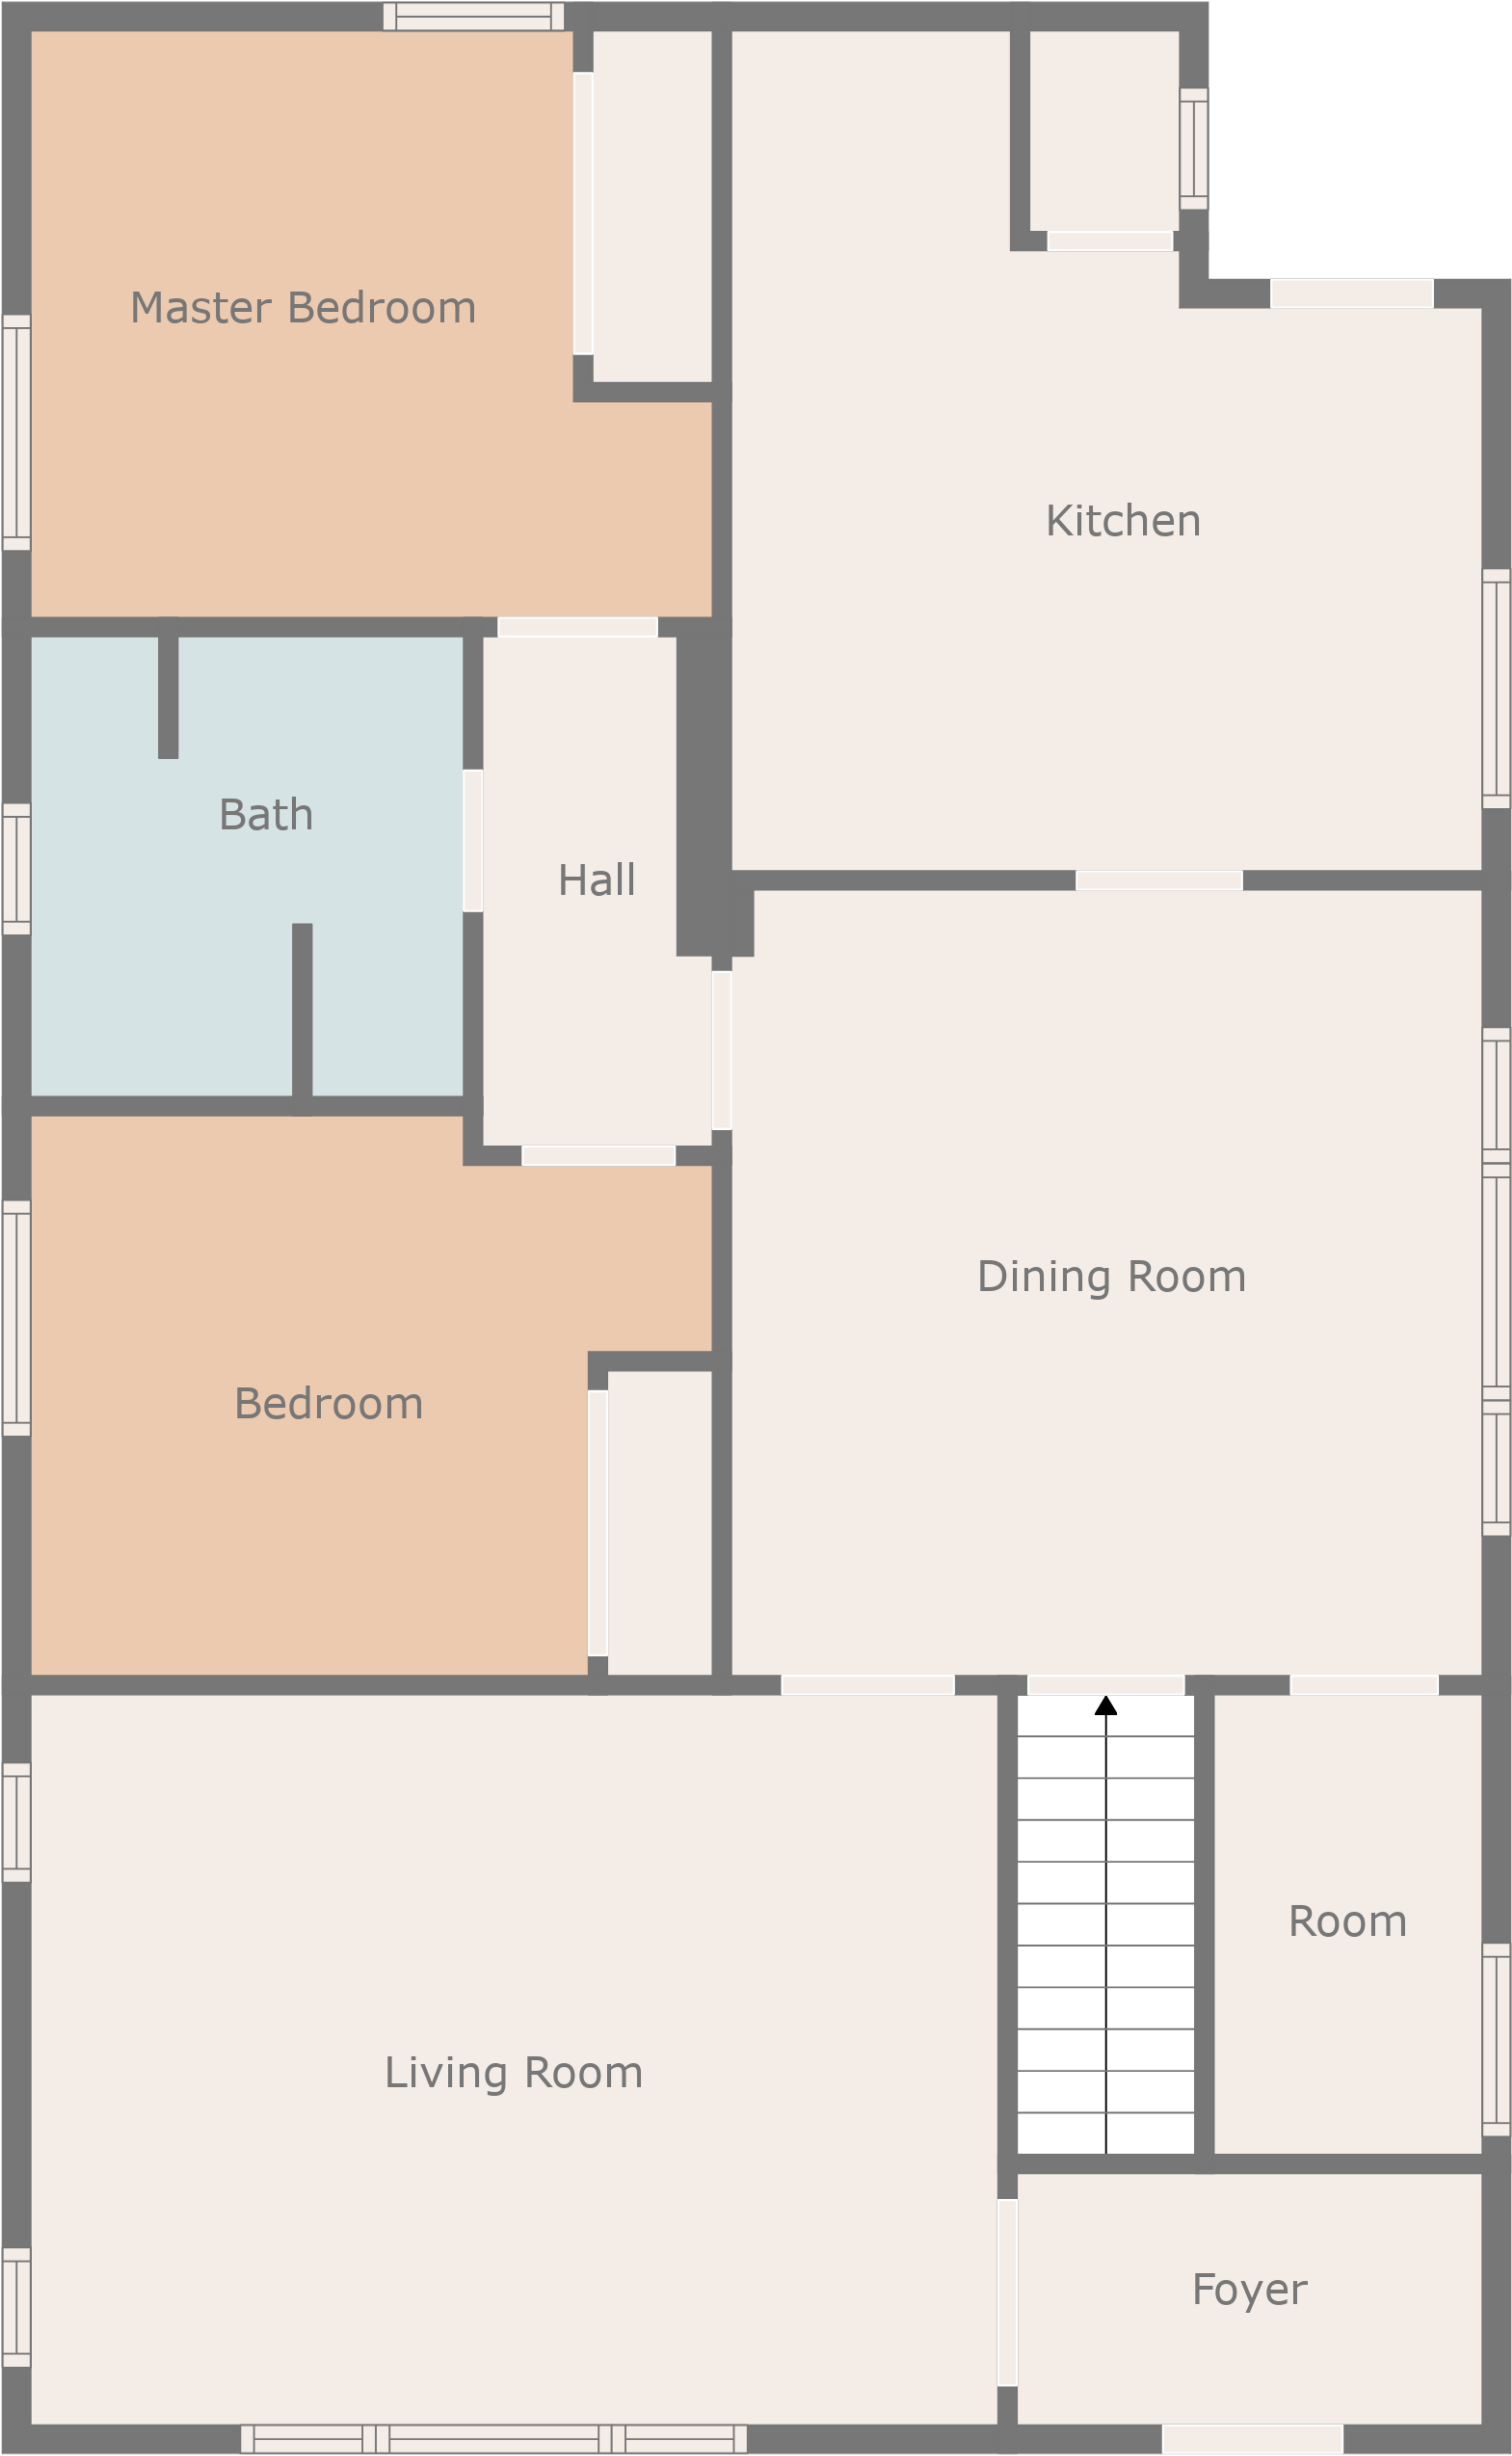 Master Bedroom
Kitchen
Bath
Hall
Dining Room
Bedroom
Room
Living Room
Foyer